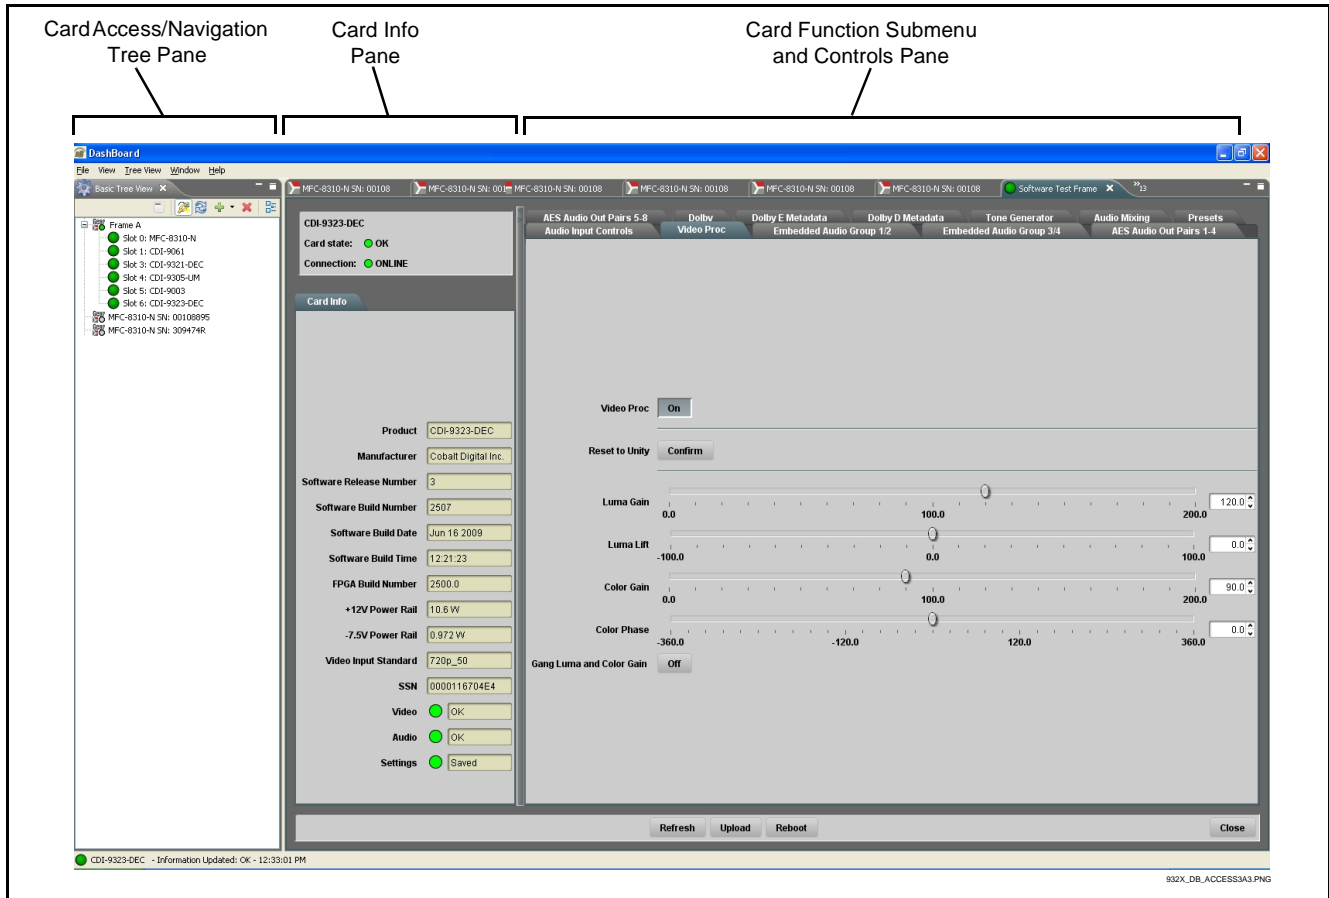 Card Access/Navigation
Tree Pane
Card Info
Pane
Card Function Submenu
and Controls Pane
DashBoard
File View Tree View Window Help
Basic Tree View
MFC-8310-N SN: 00108
MFC-8310-N SN: 001
MFC-8310-N SN: 00108
MFC-8310-N SN: 00108
MFC-8310-N SN: 00108
MFC-8310-N SN: 00108
Software Test Frame
»13
Frame A
Slot 0: MFC-8310-N
Slot 1: CDI-9061
Slot 3: CDI-9321-DEC
Slot 4: CDI-9305-UM
Slot 5: CDI-9003
Slot 6: CDI-9323-DEC
MFC-8310-N SN: 00108895
MFC-8310-N SN: 309474R
CDI-9323-DEC
Card state: OK
Connection: ONLINE
Card Info
Product CDI-9323-DEC
Manufacturer Cobalt Digital Inc.
Software Release Number 3
Software Build Number 2507
Software Build Date Jun 16 2009
Software Build Time 12:21:23
FPGA Build Number 2500.0
+12V Power Rail 10.6 W
-7.5V Power Rail 0.972 W
Video Input Standard 720p_50
SSN 0000116704E4
Video OK
Audio OK
Settings Saved
AES Audio Out Pairs 5-8 Dolby Dolby E Metadata Dolby D Metadata Tone Generator Audio Mixing Presets
Audio Input Controls Video Proc Embedded Audio Group 1/2 Embedded Audio Group 3/4 AES Audio Out Pairs 1-4
Video Proc On
Reset to Unity Confirm
Luma Gain 120.0
0.0 100.0 200.0
Luma Lift 0.0
-100.0 0.0 100.0
Color Gain 90.0
0.0 100.0 200.0
Color Phase 0.0
-360.0 -120.0 120.0 360.0
Gang Luma and Color Gain Off
Refresh Upload Reboot Close
CDI-9323-DEC - Information Updated: OK - 12:33:01 PM
932X_DB_ACCESS3A3.PNG